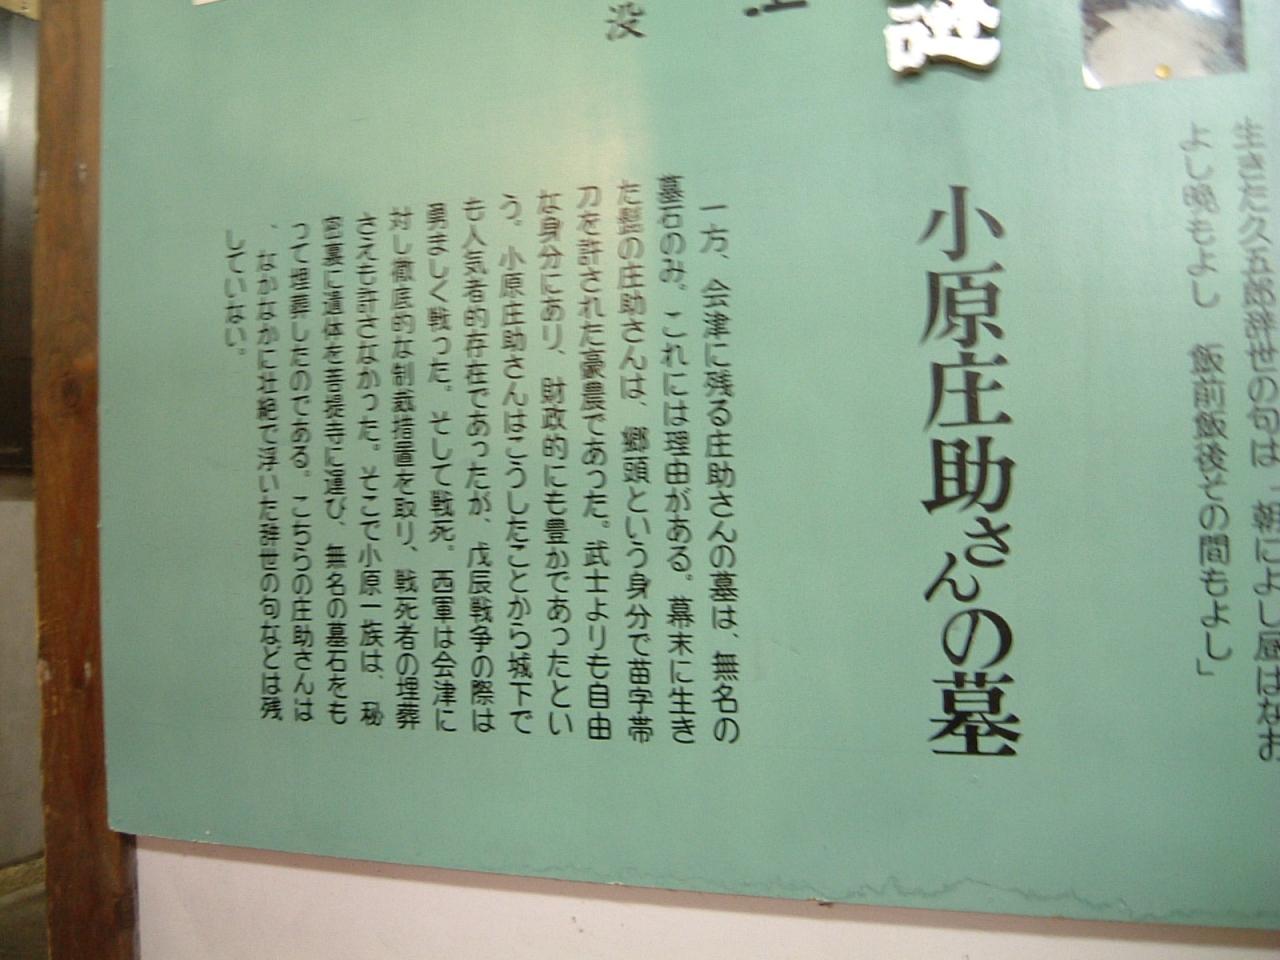 生きた久五郎辞世の句は「朝によし昼はなお
よし晩もよし　飯前飯後その間もよし」
小原庄助さんの墓
没
一方、会津に残る庄助さんの墓は、無名の
墓石のみ。これには理由がある。幕末に生き
た髭の庄助さんは、郷頭という身分で苗字帯
刀を許された豪農であった。武士よりも自由
な身分にあり、財政的にも豊かであったとい
う。小原庄助さんはこうしたことから城下で
も人気者的存在であったが、戊辰戦争の際は
勇ましく戦った。そして戦死。西軍は会津に
対し徹底的な制裁措置を取り、戦死者の埋葬
さえも許さなかった。そこで小原一族は、秘
密裏に遺体を菩提寺に運び、無名の墓石をも
って埋葬したのである。こちらの庄助さんは
、なかなかに壮絶で浮いた辞世の句などは残
していない。